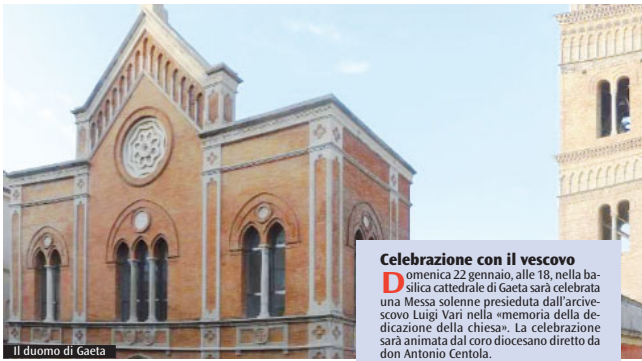 Celebrazione con il vescovo
Domenica 22 gennaio, alle 18, nella ba-
silica cattedrale di Gaeta sarà celebrata
una Messa solenne presieduta dall'arcive-
scovo Luigi Vari nella «memoria della de-
dicazione della chiesa». La celebrazione
sarà animata dal coro diocesano diretto da
don Antonio Centola.
Il duomo di Gaeta